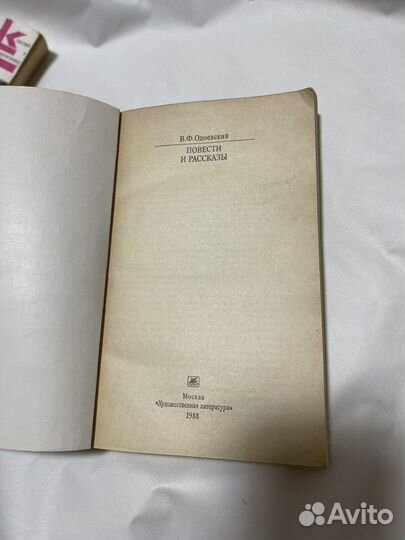 В. Ф. Одоевский
ПОВЕСТИ
И РАССКАЗЫ
Москва
«Художественная литература»
1988
Avito